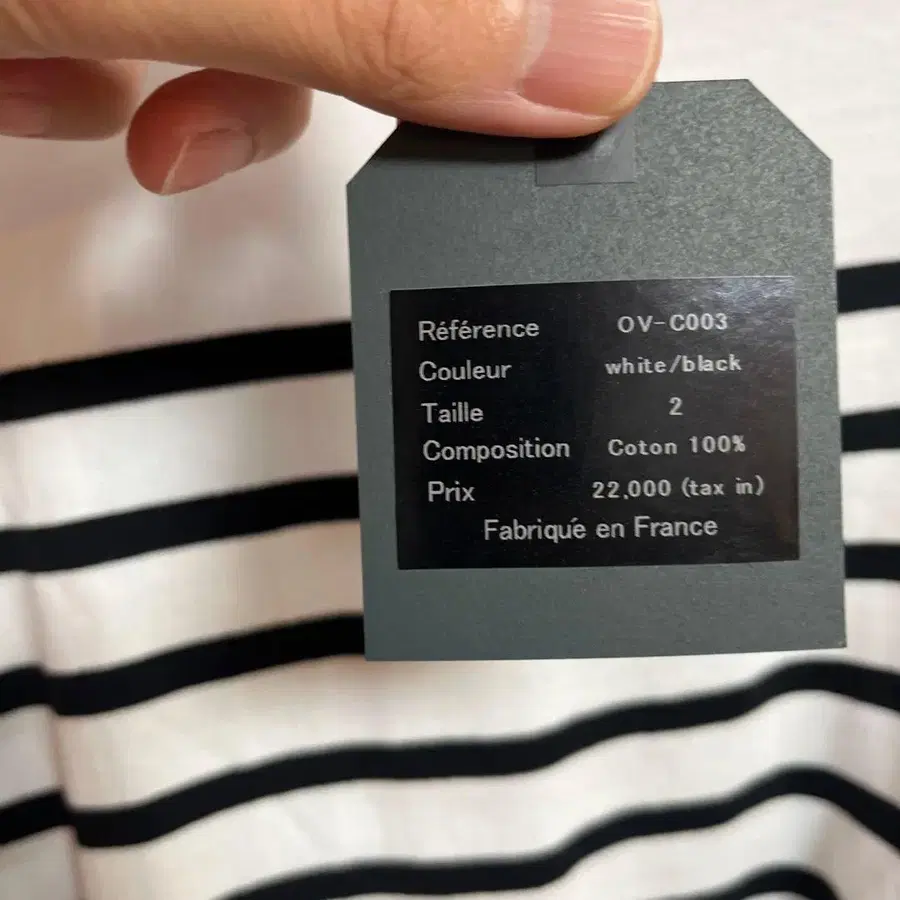 Référence OV-C003
Couleur white/black
Taille 2
Composition Coton 100%
Prix 22,000 (tax in)
Fabriqué en France